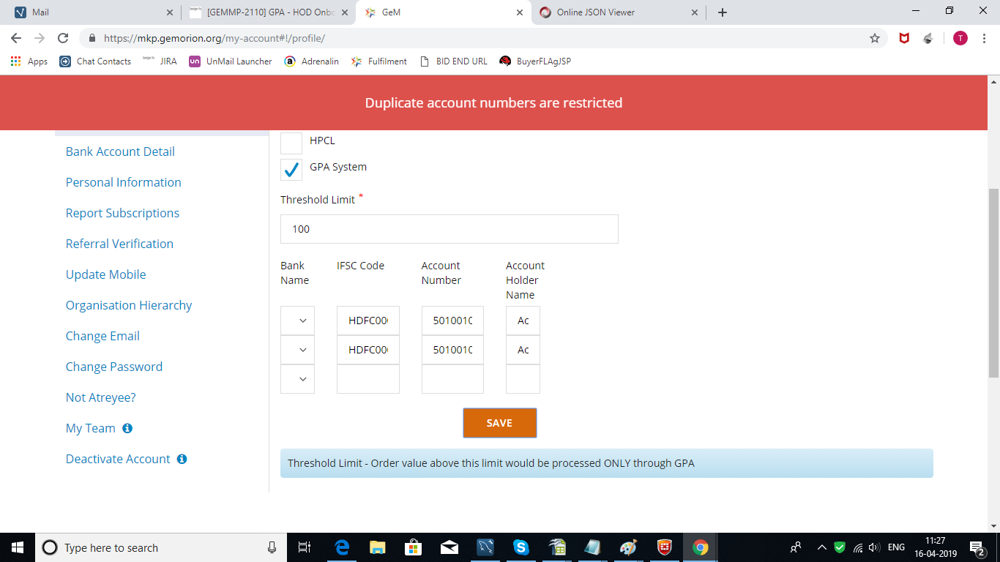 Mail
[GEMMP-2110] GPA - HOD Onbo
GeM
Online JSON Viewer
https://mkp.gemorion.org/my-account#!/profile/
T
Apps
Chat Contacts
JIRA
un
UnMail Launcher
a
Adrenalin
Fulfilment
BID END URL
BuyerFLAgJSP
Duplicate account numbers are restricted
HPCL
GPA System
Bank Account Detail
Personal Information
Report Subscriptions
Referral Verification
Update Mobile
Organisation Hierarchy
Change Email
Change Password
Not Atreyee?
My Team
Deactivate Account
Threshold Limit *
100
Bank Name
IFSC Code
Account Number
Account Holder Name
HDFC00
5010010
Ac
HDFC00
5010010
Ac
SAVE
Threshold Limit - Order value above this limit would be processed ONLY through GPA
Type here to search
ENG
11:27
16-04-2019
2